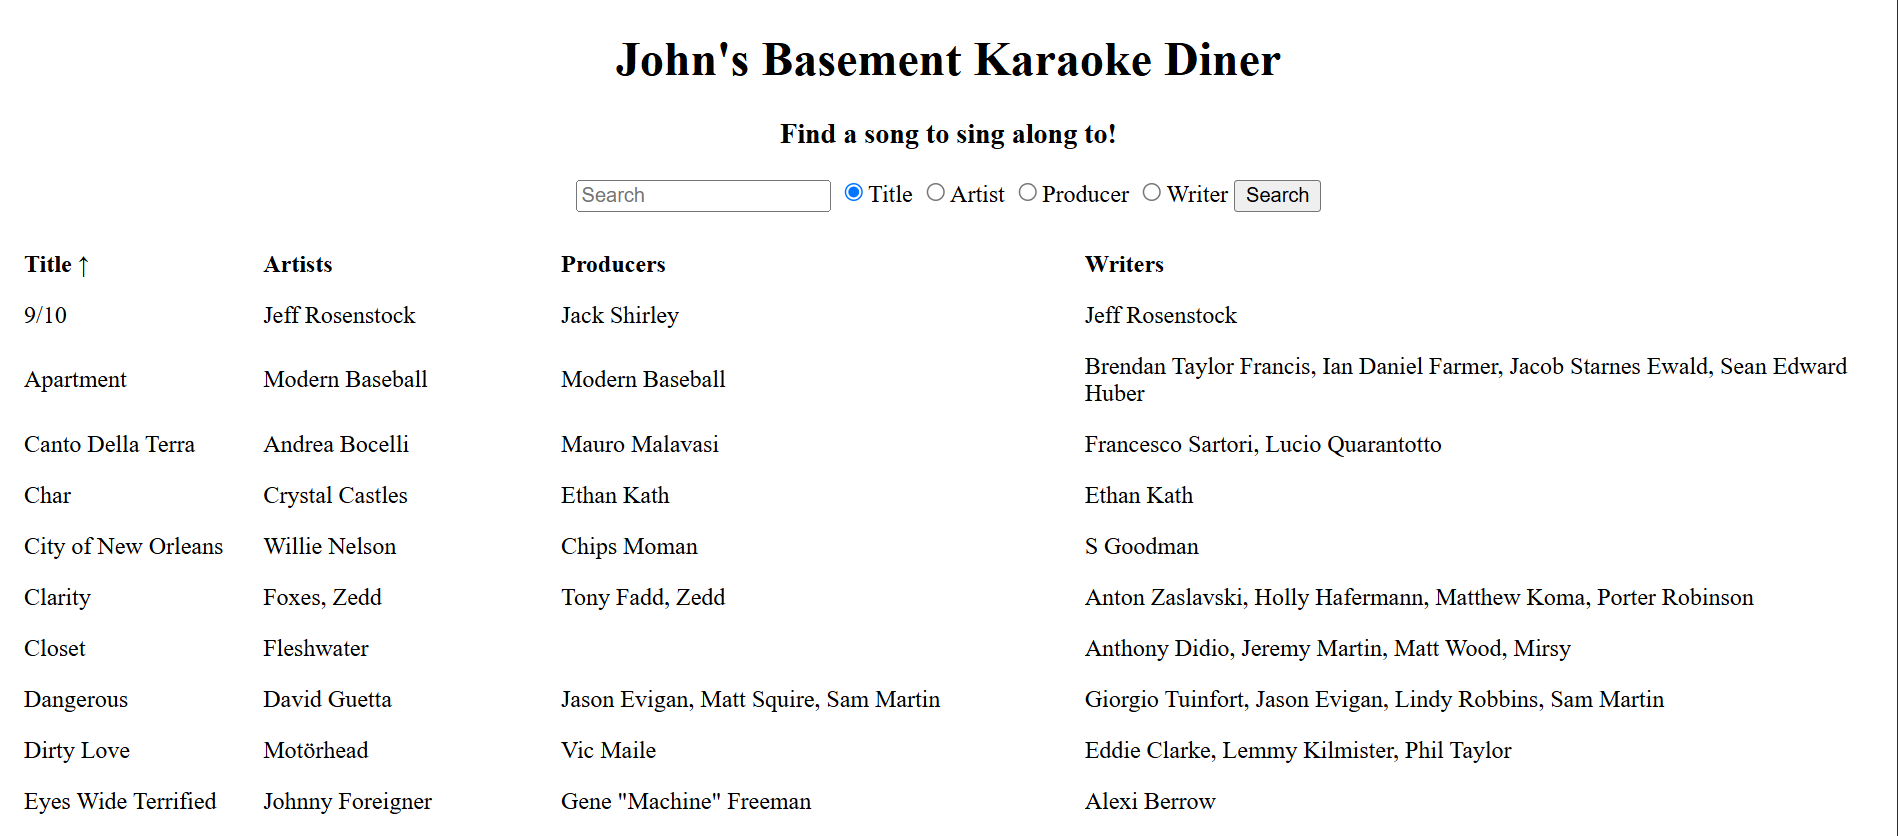 John's Basement Karaoke Diner
Find a song to sing along to!
Search Title Artist Producer Writer Search
Title ↑ Artists Producers Writers
9/10 Jeff Rosenstock Jack Shirley Jeff Rosenstock
Apartment Modern Baseball Modern Baseball Brendan Taylor Francis, Ian Daniel Farmer, Jacob Starnes Ewald, Sean Edward
Huber
Canto Della Terra Andrea Bocelli Mauro Malavasi Francesco Sartori, Lucio Quarantotto
Char Crystal Castles Ethan Kath Ethan Kath
City of New Orleans Willie Nelson Chips Moman S Goodman
Clarity Foxes, Zedd Tony Fadd, Zedd Anton Zaslavski, Holly Hafermann, Matthew Koma, Porter Robinson
Closet Fleshwater Anthony Didio, Jeremy Martin, Matt Wood, Mirsy
Dangerous David Guetta Jason Evigan, Matt Squire, Sam Martin Giorgio Tuinfort, Jason Evigan, Lindy Robbins, Sam Martin
Dirty Love Motörhead Vic Maile Eddie Clarke, Lemmy Kilmister, Phil Taylor
Eyes Wide Terrified Johnny Foreigner Gene "Machine" Freeman Alexi Berrow